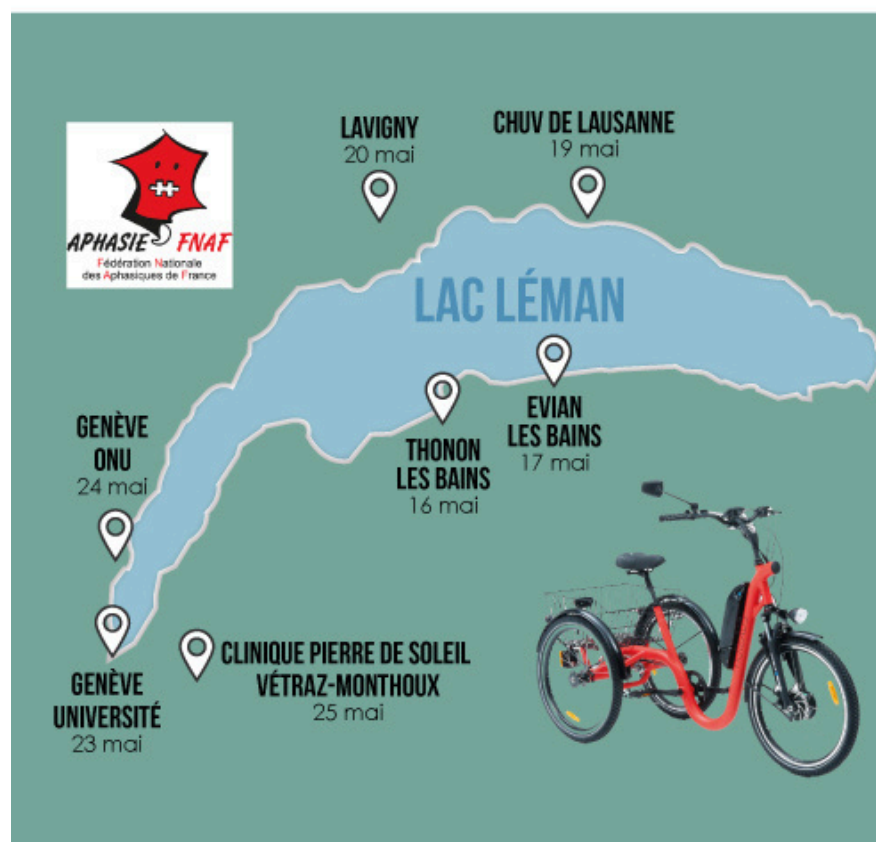 LAVIGNY
20 mai
CHUV DE LAUSANNE
19 mai
APHASIE FNAF
Fédération Nationale
des Aphasiques de France
LAC LÉMAN
EVIAN
LES BAINS
17 mai
THONON
LES BAINS
16 mai
GENÈVE
ONU
24 mai
GENÈVE
UNIVERSITÉ
23 mai
CLINIQUE PIERRE DE SOLEIL
VÉTRAZ-MONTHOUX
25 mai